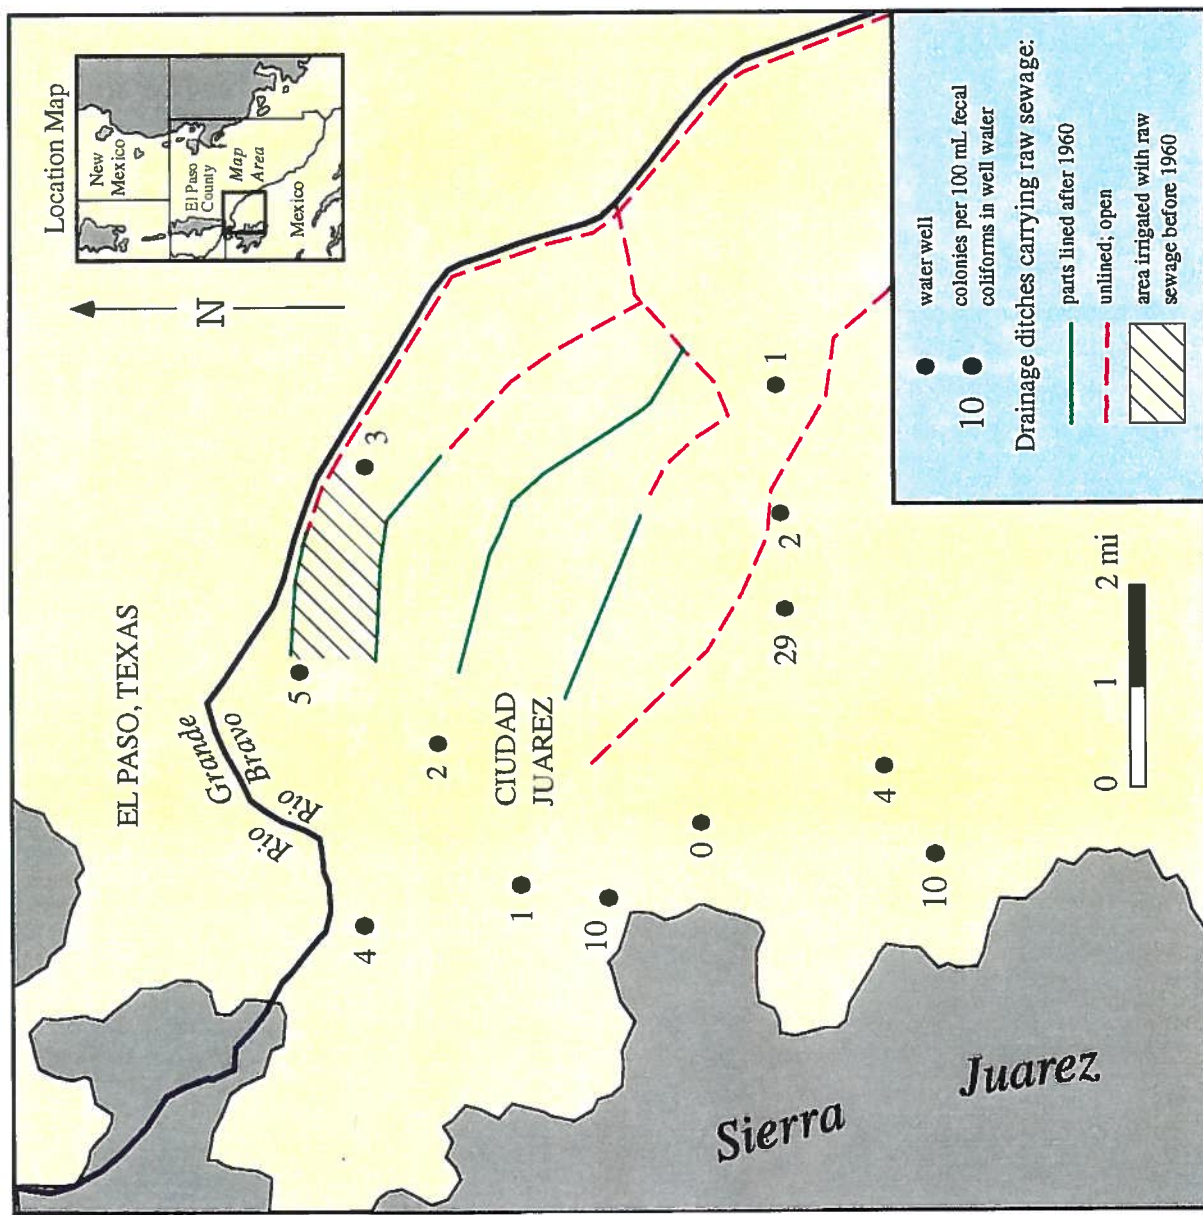 Location Map
New
Mexico
El Paso
County
Map
Area
Mexico
N
EL PASO, TEXAS
Rio Grande
Rio Bravo
CIUDAD
JUAREZ
Sierra
Juarez
4
5
3
2
1
10
0
29
2
1
4
10
0 1 2 mi
water well
10 colonies per 100 mL fecal
coliforms in well water
Drainage ditches carrying raw sewage:
parts lined after 1960
unlined; open
area irrigated with raw
sewage before 1960